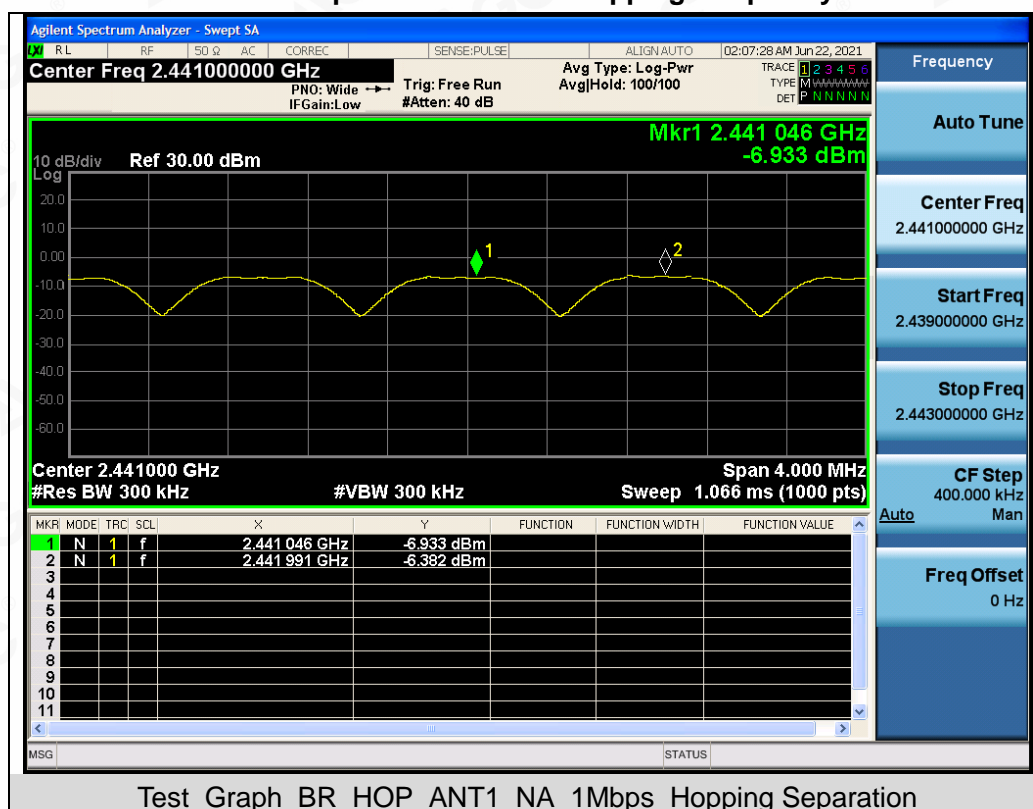 Agilent Spectrum Analyzer - Swept SA
LXI RL RF 50 Ω AC CORREC SENSE:PULSE ALIGN AUTO 02:07:28 AM Jun 22, 2021
Center Freq 2.441000000 GHz
PNO: Wide
IFGain:Low
Trig: Free Run
#Atten: 40 dB
Avg Type: Log-Pwr
Avg|Hold: 100/100
TRACE 1 2 3 4 5 6
TYPE M WWWWW
DET P N N N N N
Mkr1 2.441 046 GHz
-6.933 dBm
10 dB/div Ref 30.00 dBm
Log
20.0
10.0
0.00
-10.0
-20.0
-30.0
-40.0
-50.0
-60.0
1
2
Center 2.441000 GHz Span 4.000 MHz
#Res BW 300 kHz #VBW 300 kHz Sweep 1.066 ms (1000 pts)
MKR MODE TRC SCL X Y FUNCTION FUNCTION WIDTH FUNCTION VALUE
1 N 1 f 2.441 046 GHz -6.933 dBm
2 N 1 f 2.441 991 GHz -6.382 dBm
3
4
5
6
7
8
9
10
11
MSG STATUS
Frequency
Auto Tune
Center Freq
2.441000000 GHz
Start Freq
2.439000000 GHz
Stop Freq
2.443000000 GHz
CF Step
400.000 kHz
Auto Man
Freq Offset
0 Hz
Test_Graph_BR_HOP_ANT1_NA_1Mbps_Hopping Separation